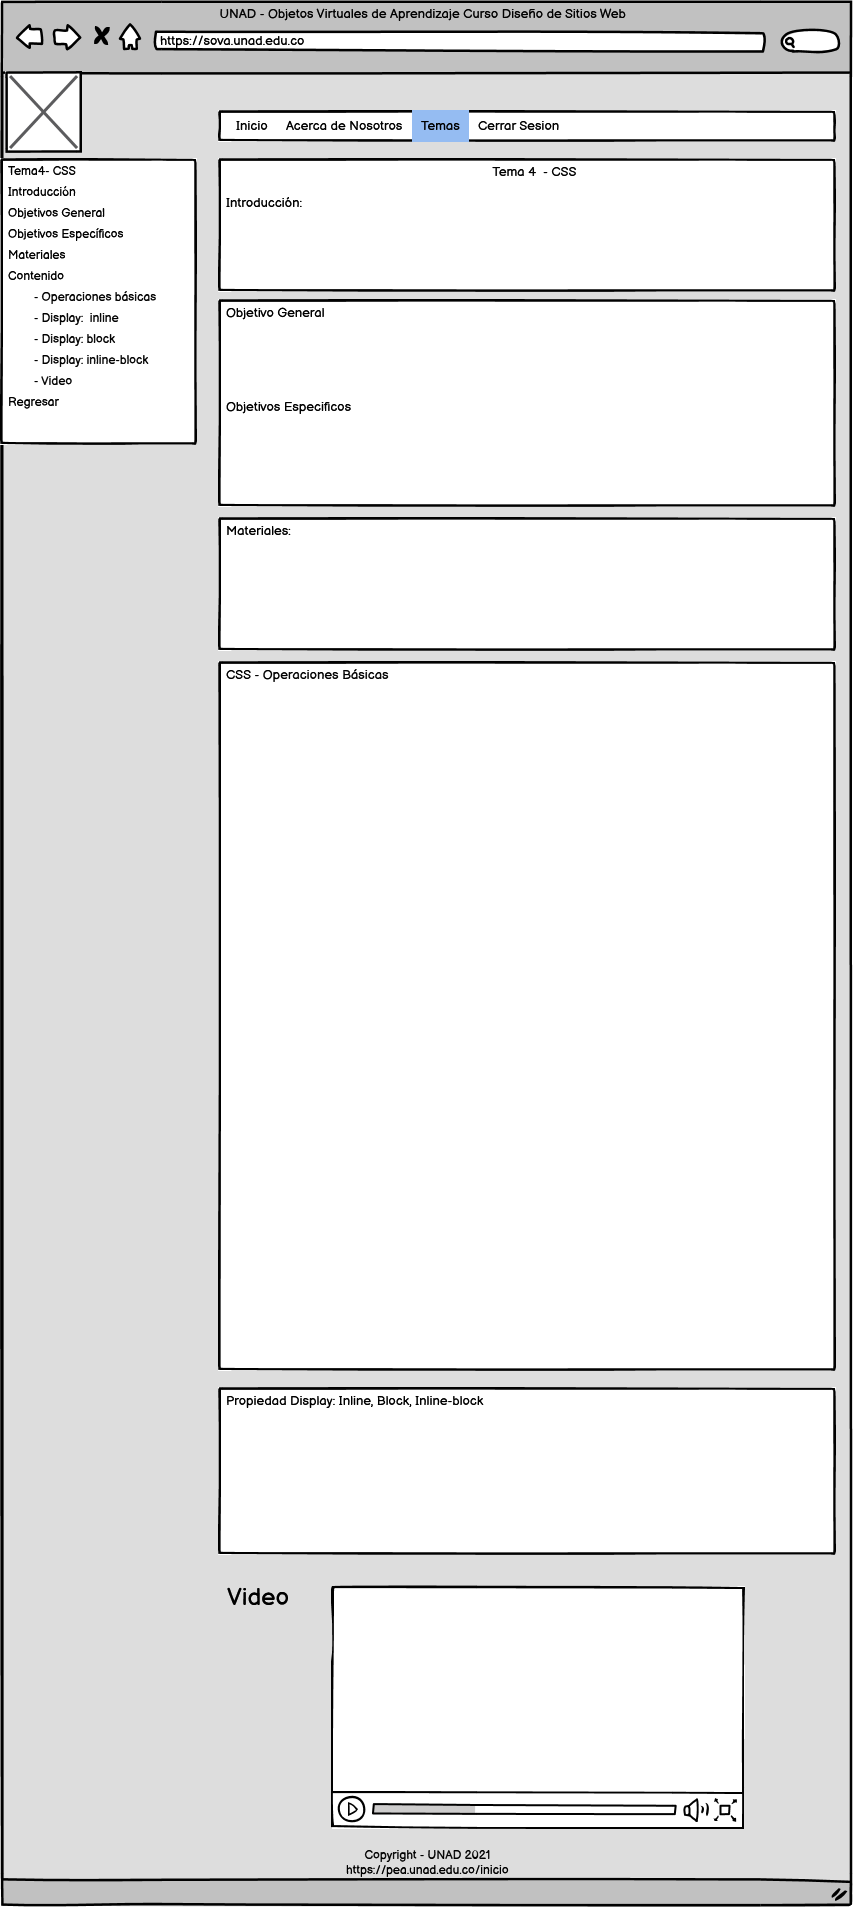 UNAD - Objetos Virtuales de Aprendizaje Curso Diseño de Sitios Web
https://sova.unad.edu.co
Inicio Acerca de Nosotros Temas Cerrar Sesion
Tema4- CSS
Introducción
Objetivos General
Objetivos Específicos
Materiales
Contenido
- Operaciones básicas
- Display: inline
- Display: block
- Display: inline-block
- Video
Regresar
Tema 4 - CSS
Introducción:
Objetivo General
Objetivos Especificos
Materiales:
CSS - Operaciones Básicas
Propiedad Display: Inline, Block, Inline-block
Video
Copyright - UNAD 2021
https://pea.unad.edu.co/inicio